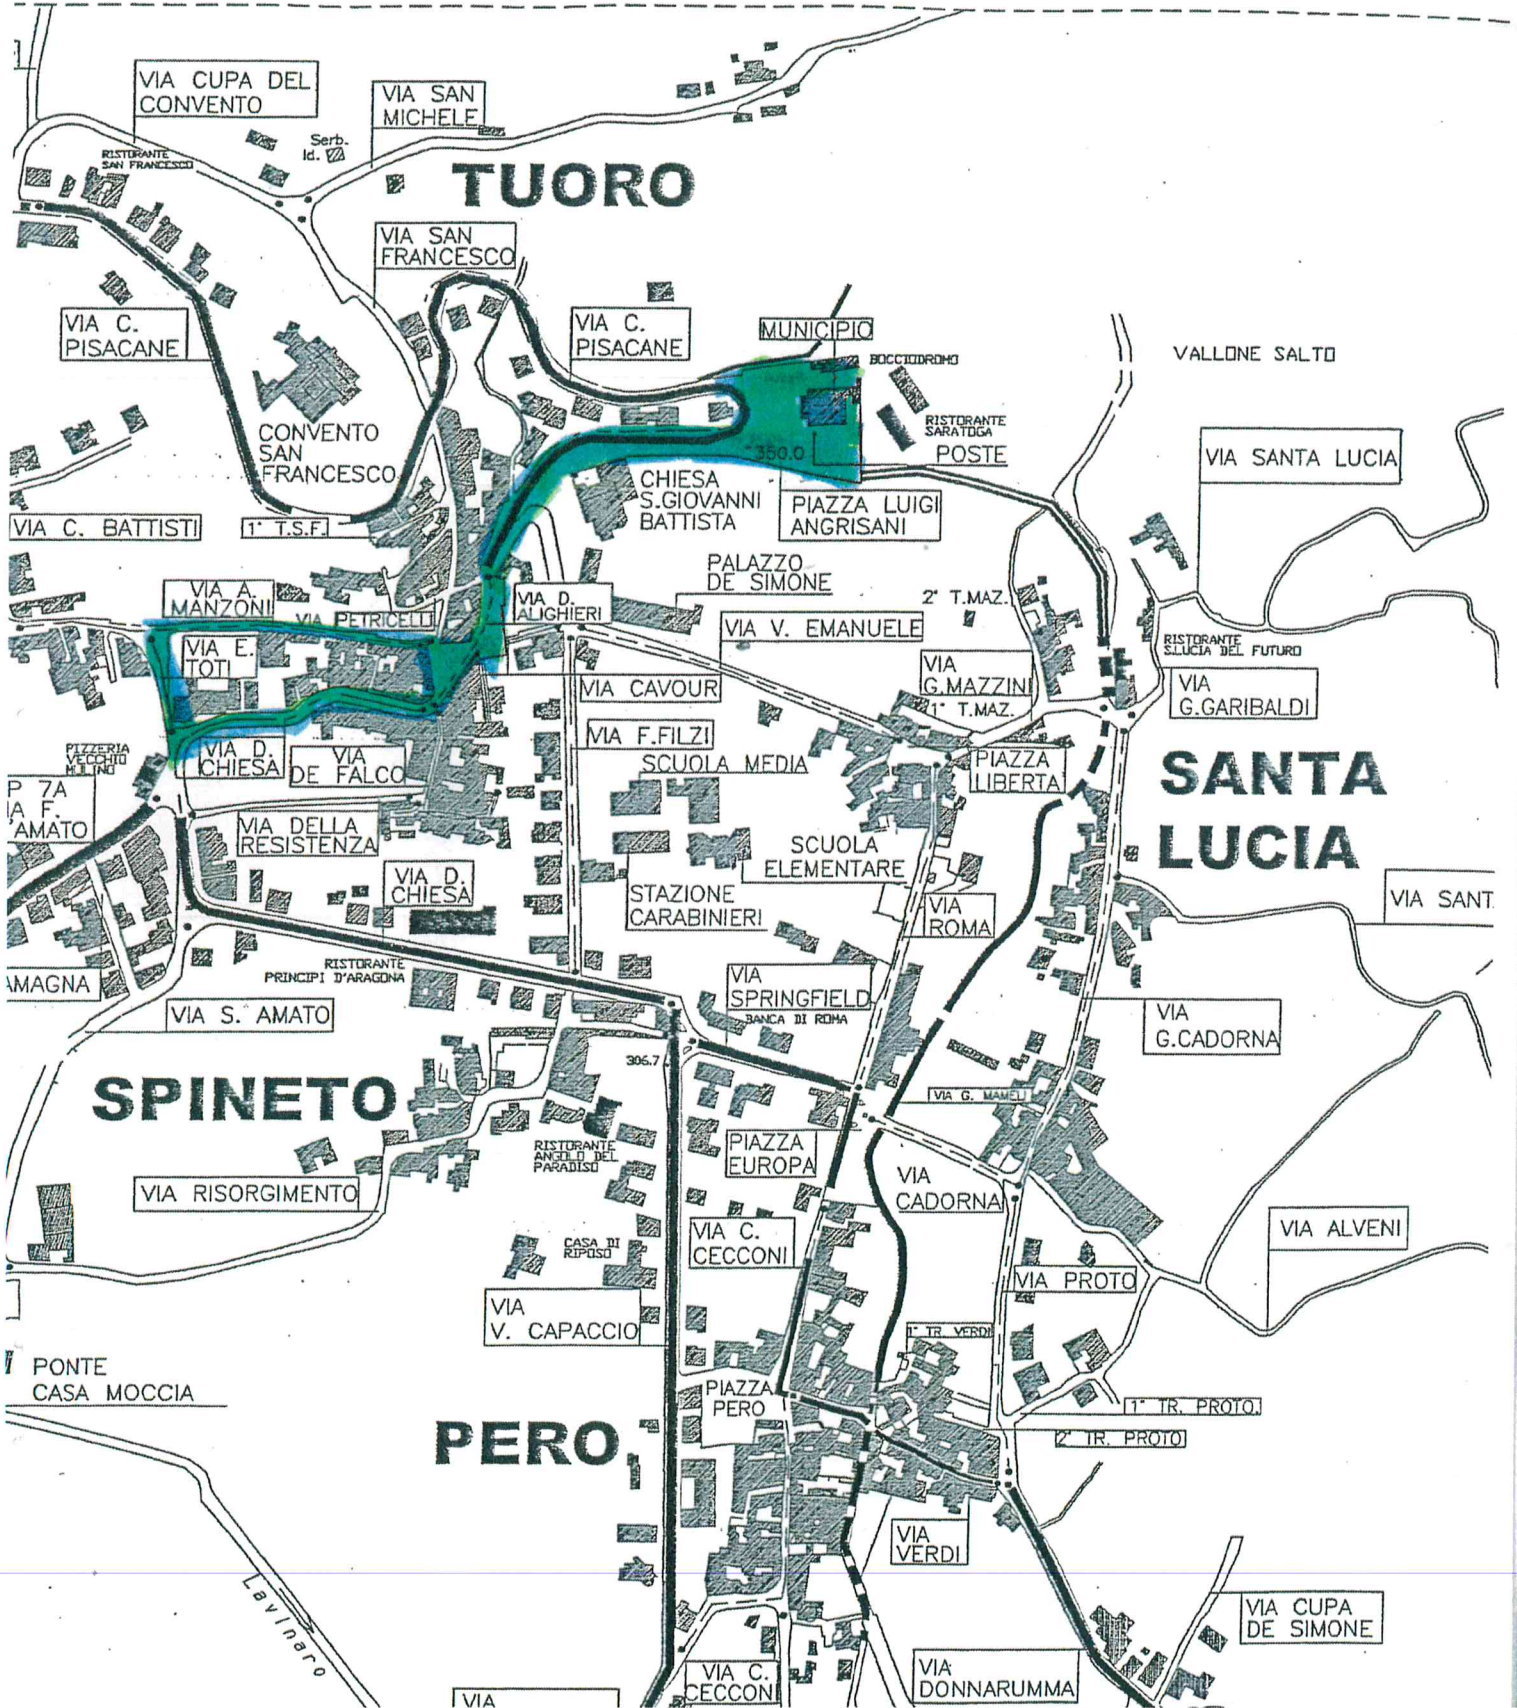 VIA CUPA DEL
CONVENTO
VIA SAN
MICHELE
Serb.
Id.
RISTORANTE
SAN FRANCESCO
TUORO
VIA SAN
FRANCESCO
VIA C.
PISACANE
VIA C.
PISACANE
MUNICIPIO
BOCCIODROMO
VALLONE SALTO
RISTORANTE
SARATOGA
POSTE
350.0
CONVENTO
SAN
FRANCESCO
CHIESA
S.GIOVANNI
BATTISTA
PIAZZA LUIGI
ANGRISANI
VIA SANTA LUCIA
VIA C. BATTISTI
1° T.S.F.
PALAZZO
DE SIMONE
VIA A.
MANZONI
VIA PETRICELLI
VIA D.
ALIGHIERI
2° T.MAZ.
VIA V. EMANUELE
RISTORANTE
S.LUCIA DEL FUTURO
VIA E.
TOTI
VIA CAVOUR
VIA
G.MAZZINI
1° T.MAZ.
VIA
G.GARIBALDI
PIZZERIA
VECCHIO
MULINO
VIA D.
CHIESA
VIA
DE FALCO
VIA F.FILZI
SCUOLA MEDIA
PIAZZA
LIBERTA
SANTA
LUCIA
P 7A
IA F.
'AMATO
VIA DELLA
RESISTENZA
SCUOLA
ELEMENTARE
VIA D.
CHIESA
STAZIONE
CARABINIERI
VIA
ROMA
VIA SANT
RISTORANTE
PRINCIPI D'ARAGONA
AMAGNA
VIA S. AMATO
VIA
SPRINGFIELD
BANCA DI ROMA
VIA
G.CADORNA
306.7
SPINETO
VIA G. MAMELI
RISTORANTE
ANGOLO DEL
PARADISO
PIAZZA
EUROPA
VIA RISORGIMENTO
VIA
CADORNA
VIA C.
CECCONI
VIA ALVENI
CASA DI
RIPOSO
VIA PROTO
VIA
V. CAPACCIO
1° TR. VERDI
PONTE
CASA MOCCIA
PIAZZA
PERO
1° TR. PROTO.
2° TR. PROTO
PERO
VIA
VERDI
Lavinaro
VIA CUPA
DE SIMONE
VIA C.
CECCONI
VIA
DONNARUMMA
VIA